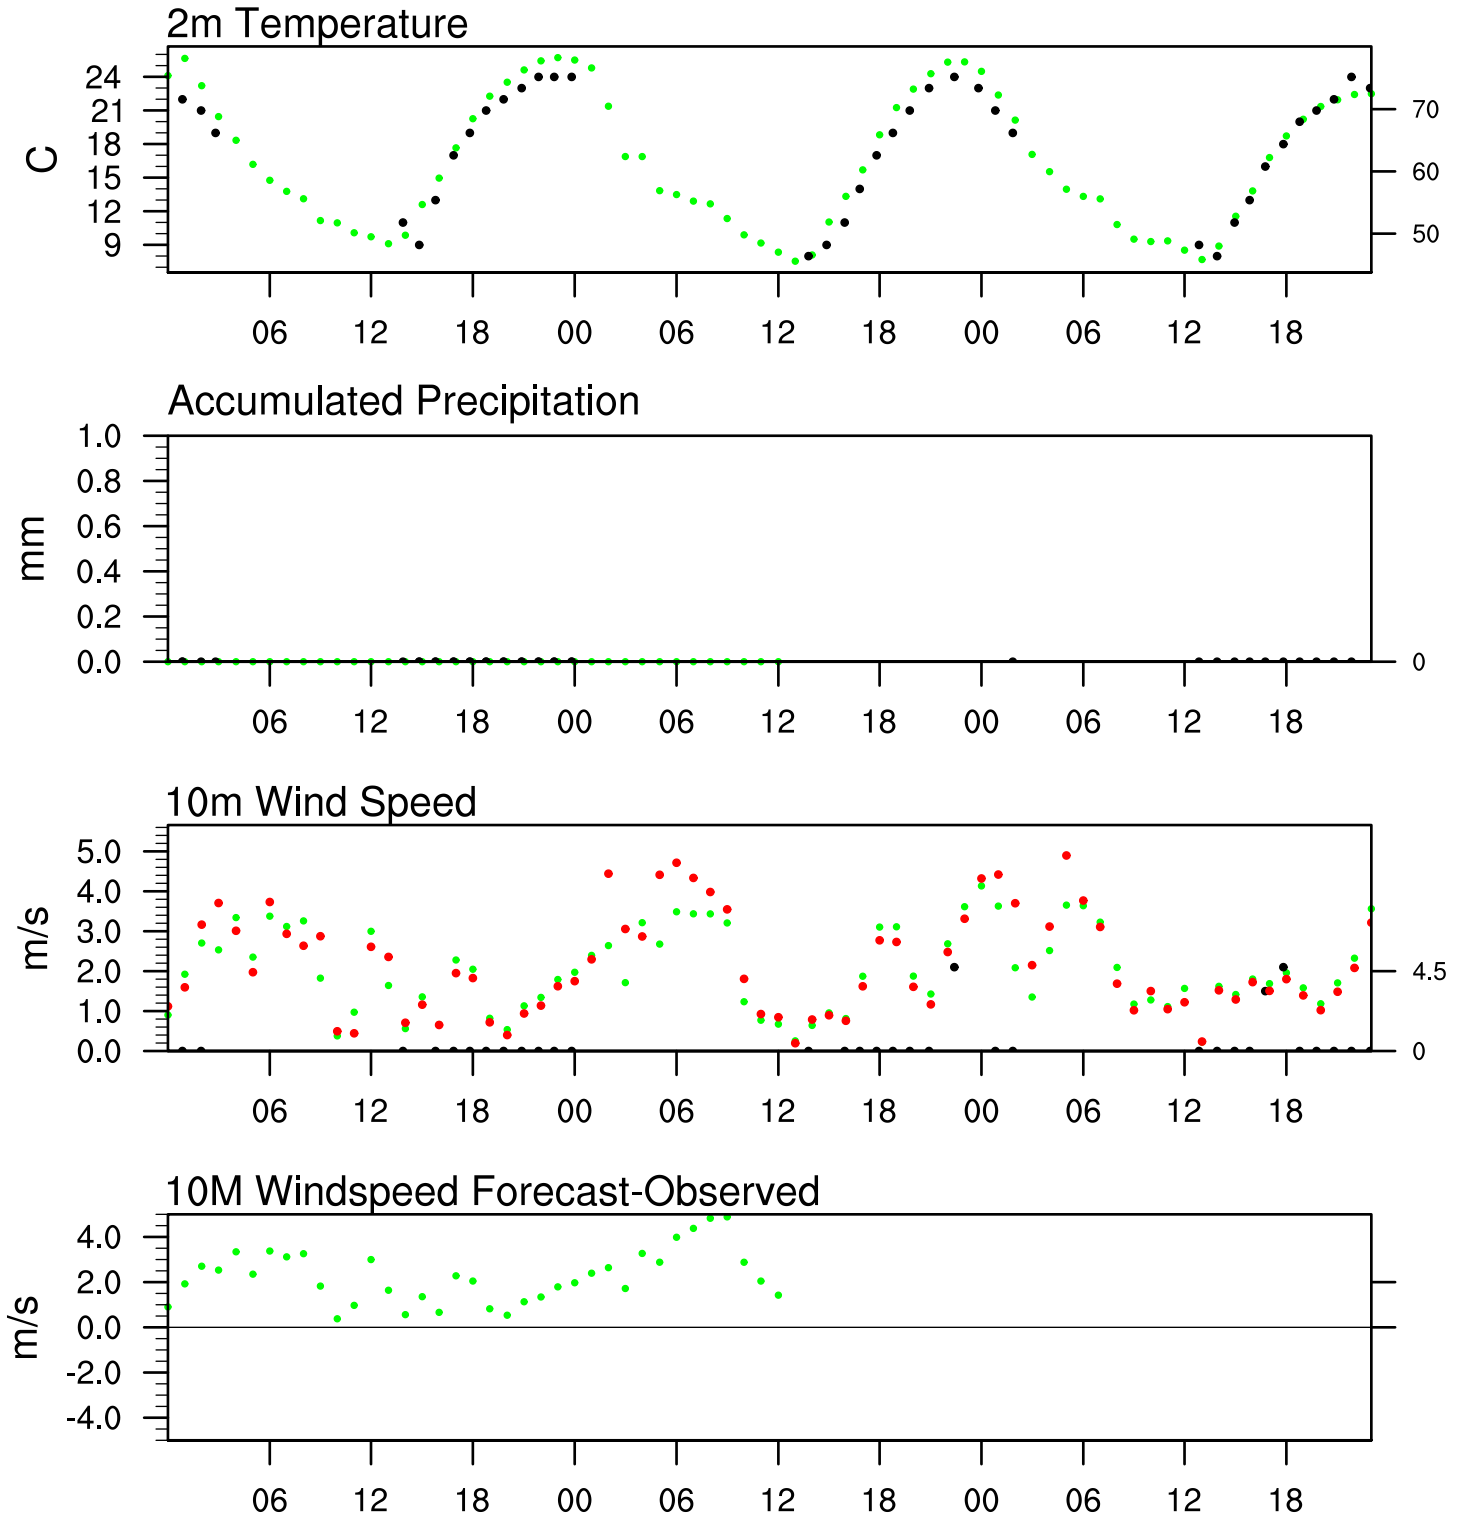 2m Temperature
24
21
18
15
12
9
C
70
60
50
06 12 18 00 06 12 18 00 06 12 18
Accumulated Precipitation
1.0
0.8
0.6
0.4
0.2
0.0
mm
0
06 12 18 00 06 12 18 00 06 12 18
10m Wind Speed
5.0
4.0
3.0
2.0
1.0
0.0
m/s
4.5
0
06 12 18 00 06 12 18 00 06 12 18
10M Windspeed Forecast-Observed
4.0
2.0
0.0
-2.0
-4.0
m/s
06 12 18 00 06 12 18 00 06 12 18